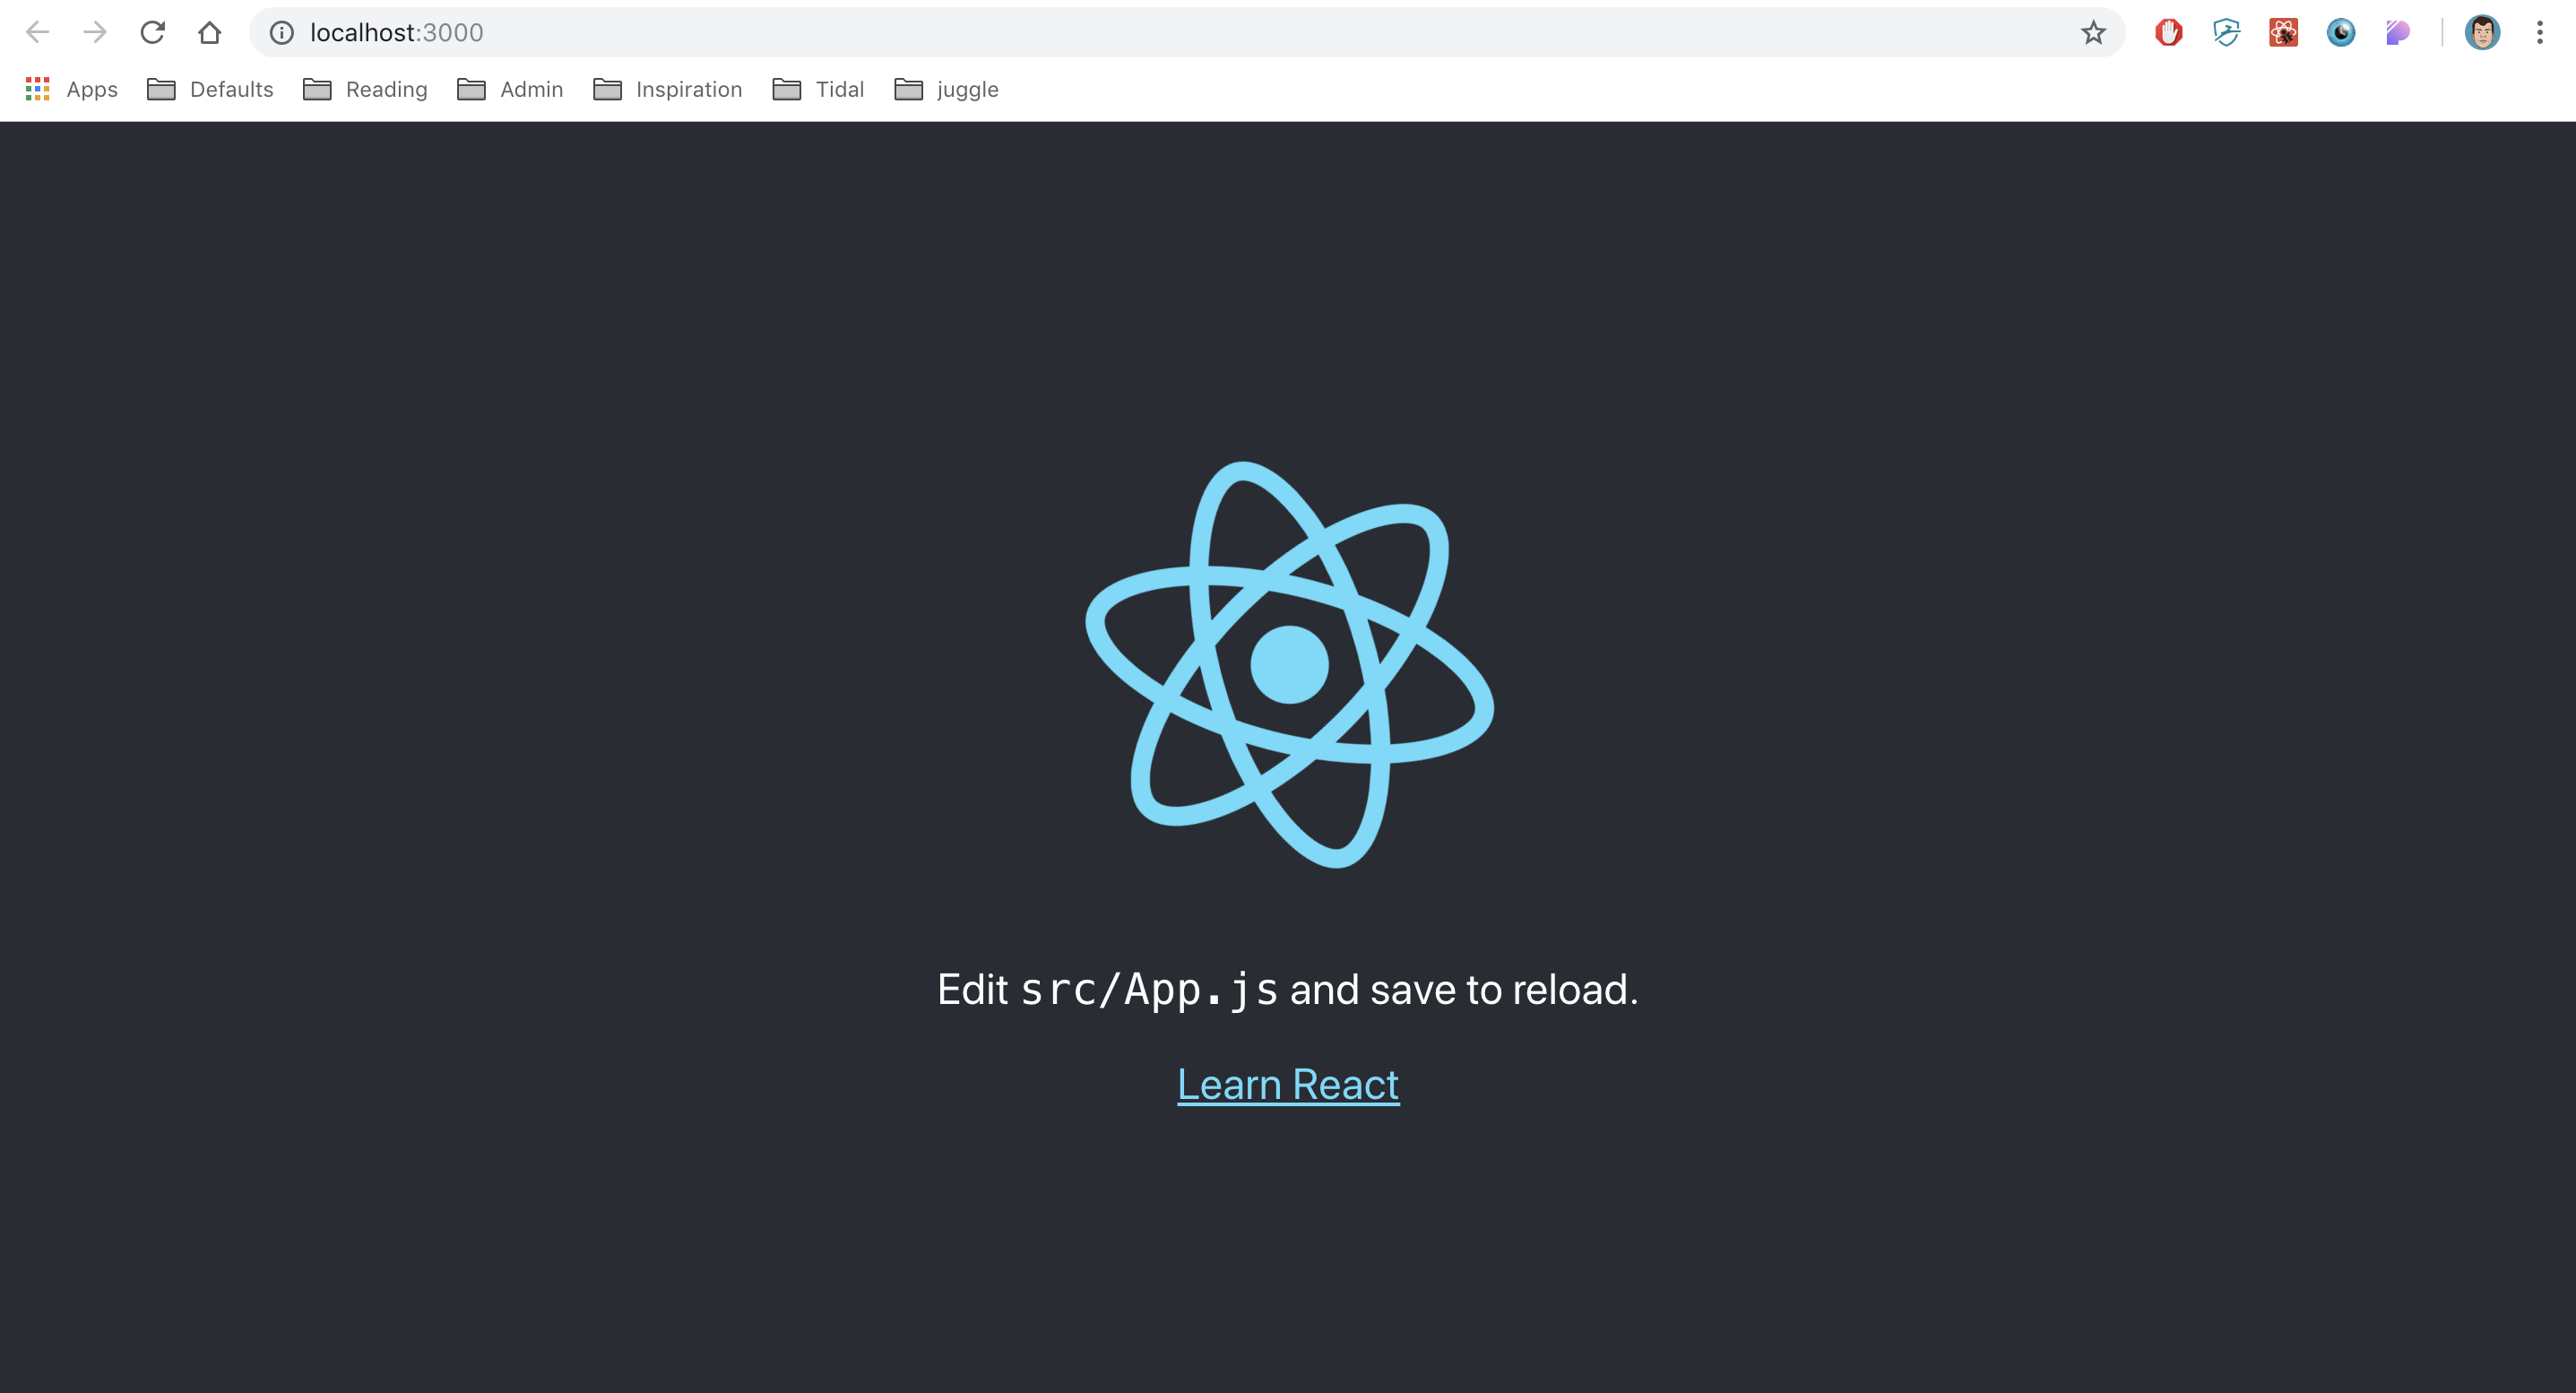 localhost:3000
Apps Defaults Reading Admin Inspiration Tidal juggle
Edit src/App.js and save to reload.
Learn React